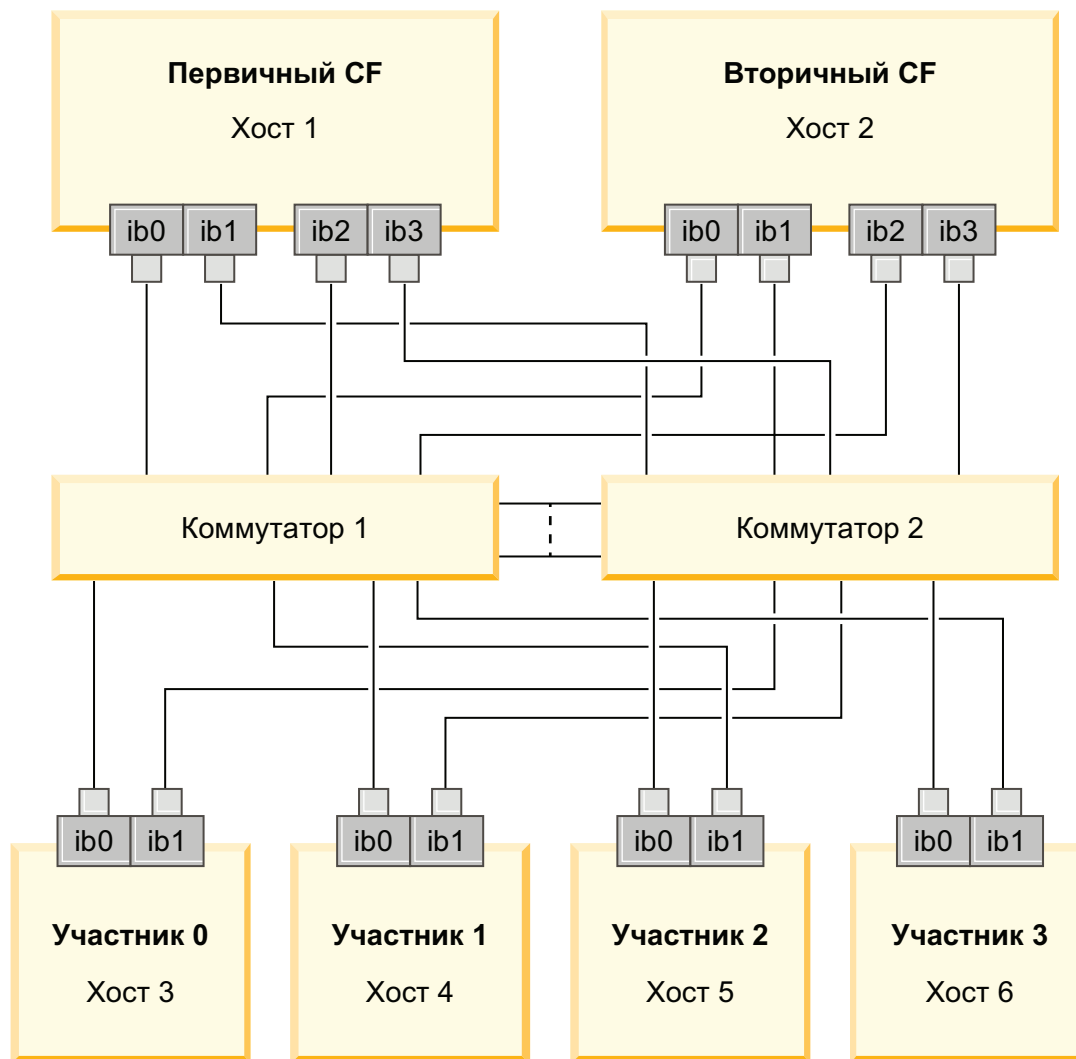 Первичный CF
Хост 1
Вторичный CF
Хост 2
ib0 ib1 ib2 ib3
ib0 ib1 ib2 ib3
Коммутатор 1
Коммутатор 2
ib0 ib1
ib0 ib1
ib0 ib1
ib0 ib1
Участник 0
Хост 3
Участник 1
Хост 4
Участник 2
Хост 5
Участник 3
Хост 6